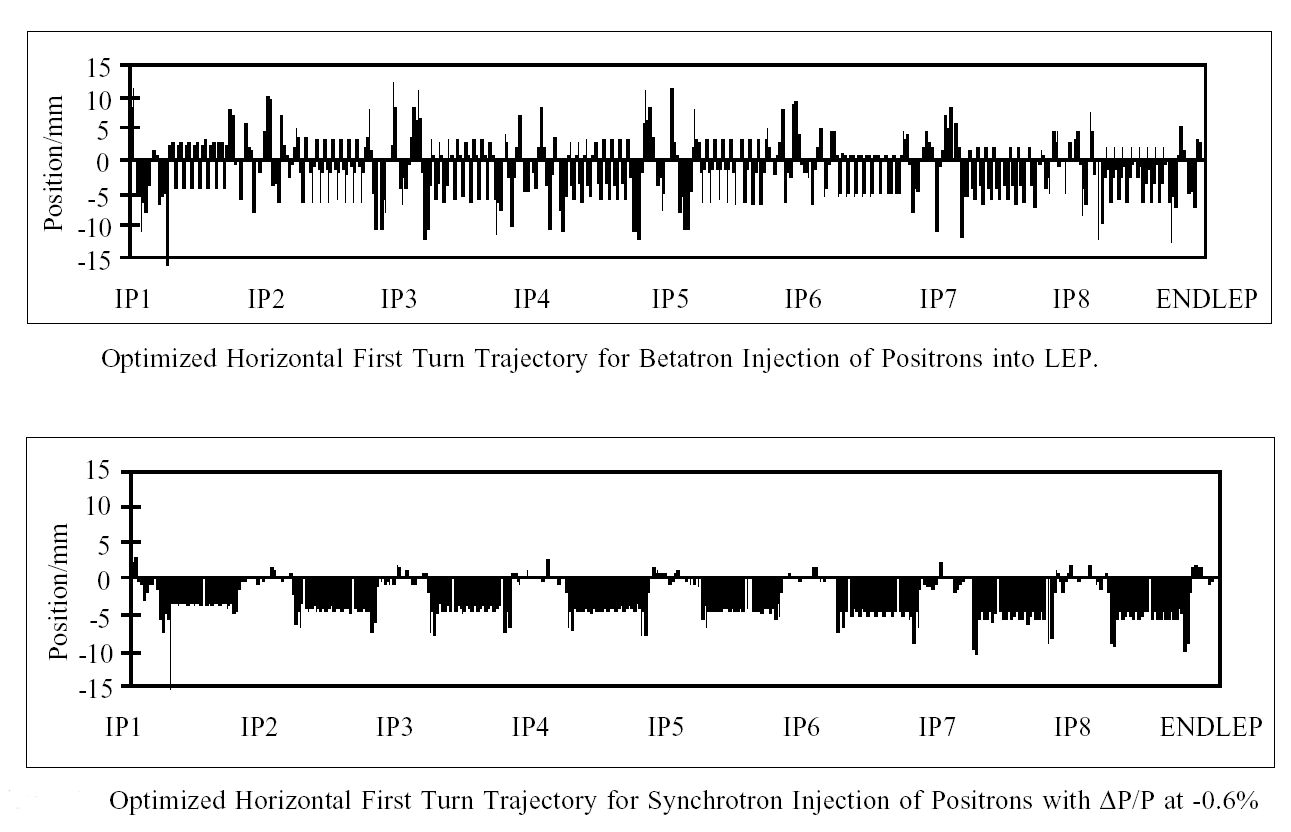 15
10
5
0
-5
-10
-15
Position/mm
IP1 IP2 IP3 IP4 IP5 IP6 IP7 IP8 ENDLEP
Optimized Horizontal First Turn Trajectory for Betatron Injection of Positrons into LEP.
15
10
5
0
-5
-10
-15
Position/mm
IP1 IP2 IP3 IP4 IP5 IP6 IP7 IP8 ENDLEP
Optimized Horizontal First Turn Trajectory for Synchrotron Injection of Positrons with ΔP/P at -0.6%